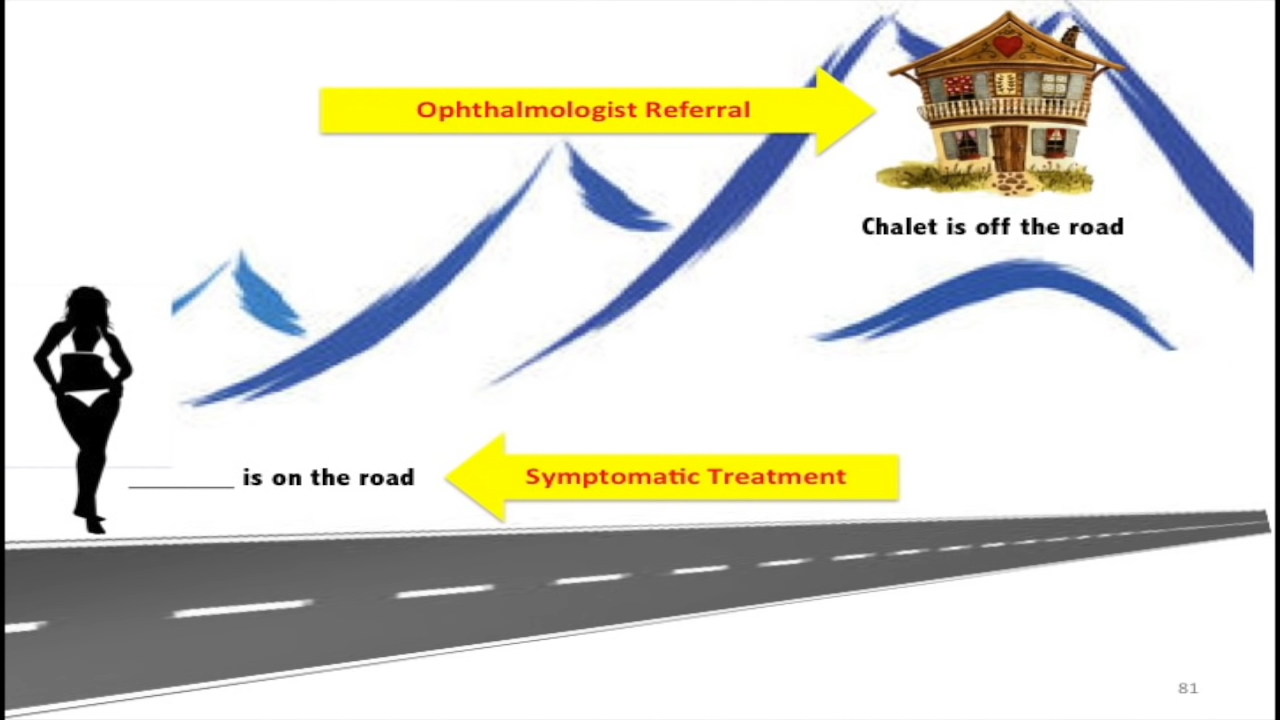 Ophthalmologist Referral
Chalet is off the road
_________ is on the road
Symptomatic Treatment
81